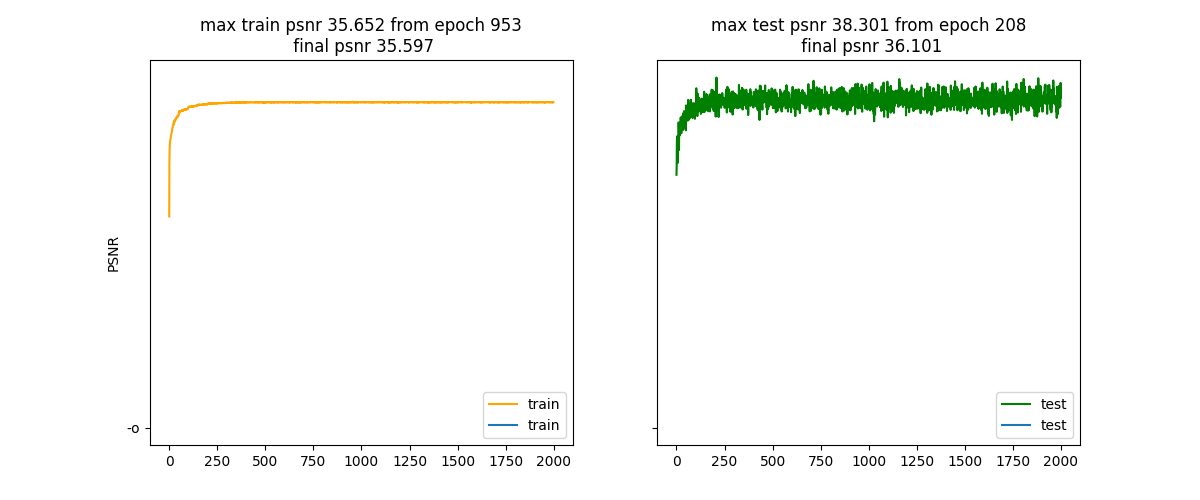 max train psnr 35.652 from epoch 953
final psnr 35.597
max test psnr 38.301 from epoch 208
final psnr 36.101
PSNR
-o
train
train
test
test
0 250 500 750 1000 1250 1500 1750 2000
0 250 500 750 1000 1250 1500 1750 2000